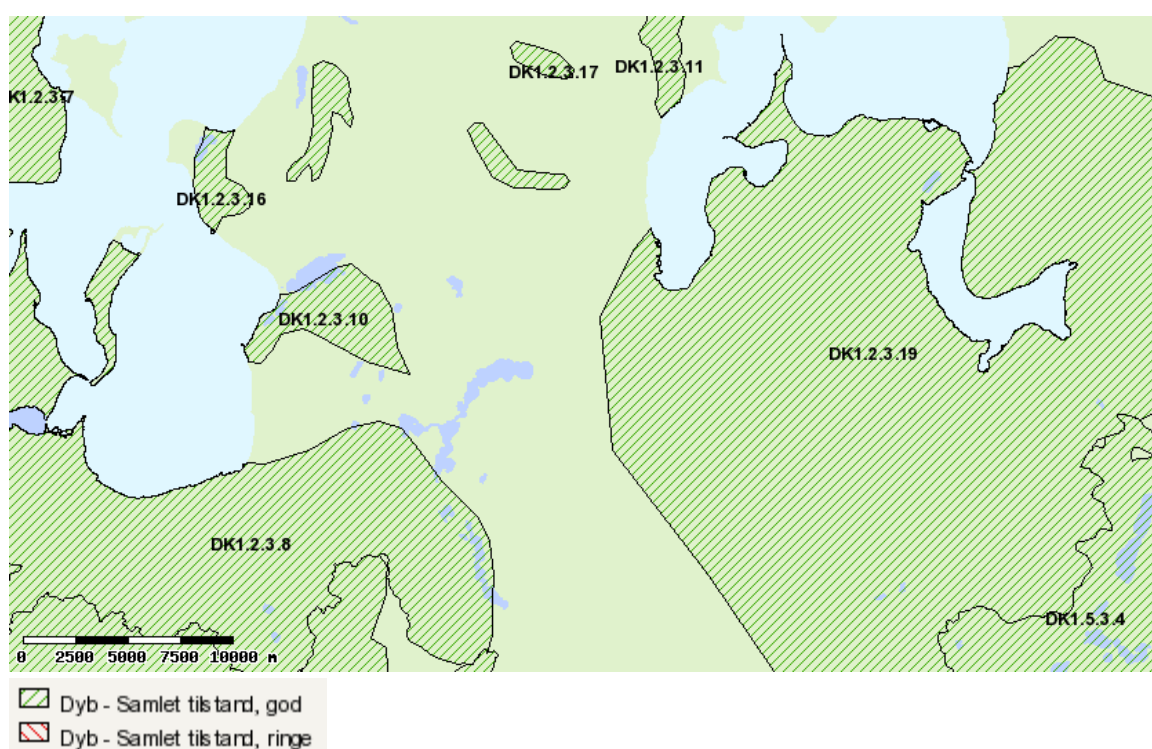 DK1.2.3.17
DK1.2.3.11
K1.2.3.7
DK1.2.3.16
DK1.2.3.10
DK1.2.3.19
DK1.2.3.8
DK1.5.3.4
0 2500 5000 7500 10000 m
Dyb - Samlet tilstand, god
Dyb - Samlet tilstand, ringe